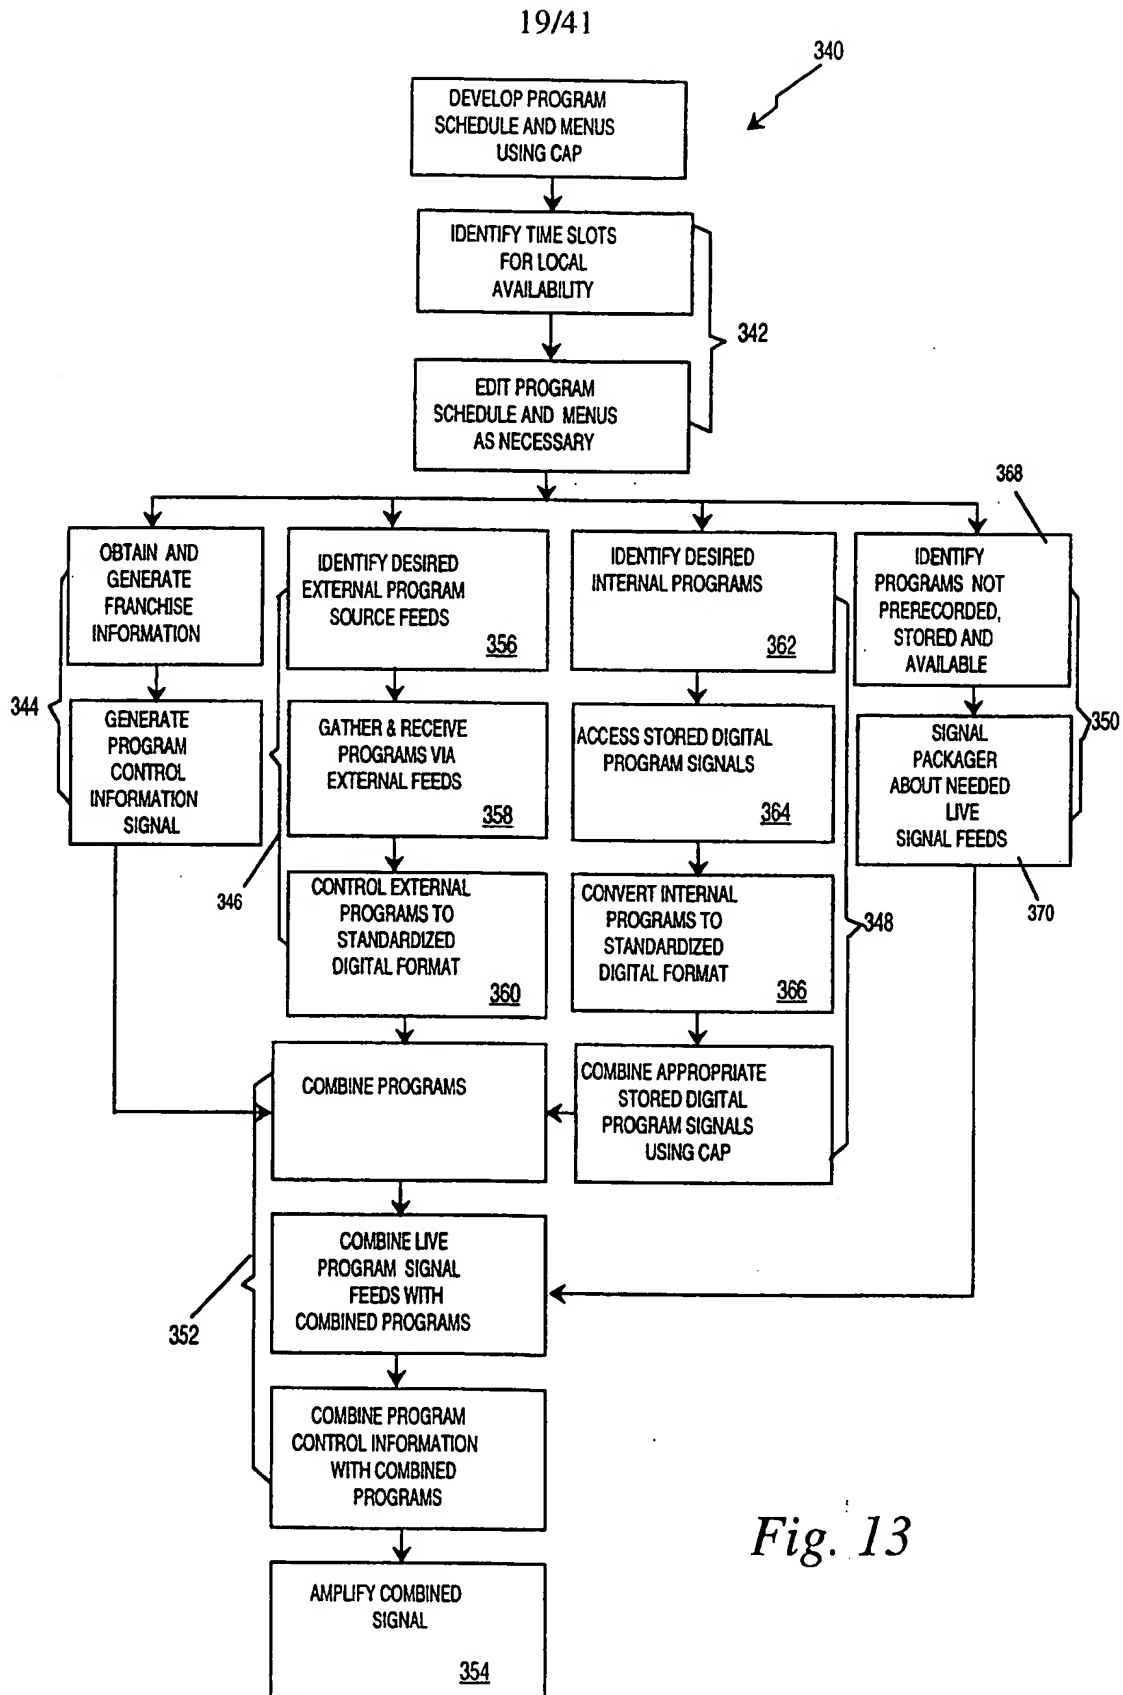 19/41
340
DEVELOP PROGRAM
SCHEDULE AND MENUS
USING CAP
IDENTIFY TIME SLOTS
FOR LOCAL
AVAILABILITY
342
EDIT PROGRAM
SCHEDULE AND MENUS
AS NECESSARY
344
OBTAIN AND
GENERATE
FRANCHISE
INFORMATION
GENERATE
PROGRAM
CONTROL
INFORMATION
SIGNAL
346
IDENTIFY DESIRED
EXTERNAL PROGRAM
SOURCE FEEDS
356
GATHER & RECEIVE
PROGRAMS VIA
EXTERNAL FEEDS
358
CONTROL EXTERNAL
PROGRAMS TO
STANDARDIZED
DIGITAL FORMAT
360
IDENTIFY DESIRED
INTERNAL PROGRAMS
362
ACCESS STORED DIGITAL
PROGRAM SIGNALS
364
CONVERT INTERNAL
PROGRAMS TO
STANDARDIZED
DIGITAL FORMAT
366
COMBINE APPROPRIATE
STORED DIGITAL
PROGRAM SIGNALS
USING CAP
348
368
IDENTIFY
PROGRAMS NOT
PRERECORDED,
STORED AND
AVAILABLE
350
SIGNAL
PACKAGER
ABOUT NEEDED
LIVE
SIGNAL FEEDS
370
COMBINE PROGRAMS
COMBINE LIVE
PROGRAM SIGNAL
FEEDS WITH
COMBINED PROGRAMS
352
COMBINE PROGRAM
CONTROL INFORMATION
WITH COMBINED
PROGRAMS
AMPLIFY COMBINED
SIGNAL
354
Fig. 13